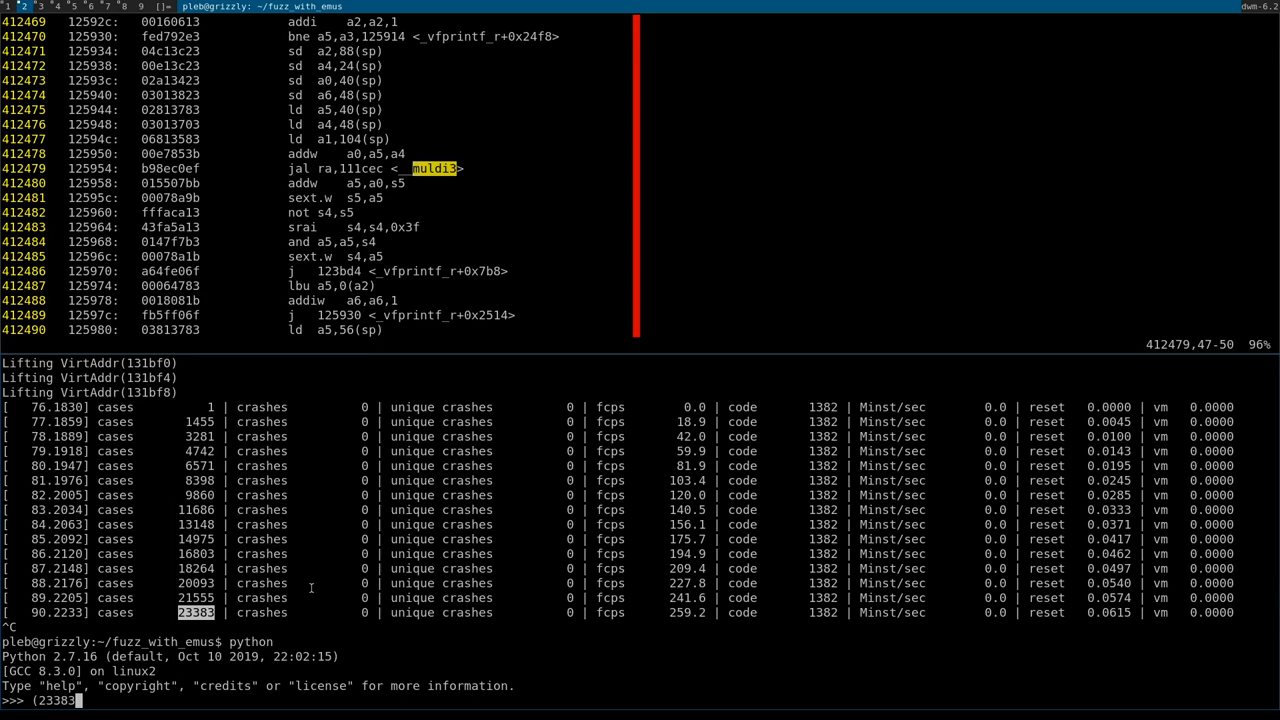 1 2 3 4 5 6 7 8 9 []= pleb@grizzly: ~/fuzz_with_emus dwm-6.2
412469 12592c: 00160613 addi a2,a2,1
412470 125930: fed792e3 bne a5,a3,125914 <_vfprintf_r+0x24f8>
412471 125934: 04c13c23 sd a2,88(sp)
412472 125938: 00e13c23 sd a4,24(sp)
412473 12593c: 02a13423 sd a0,40(sp)
412474 125940: 03013823 sd a6,48(sp)
412475 125944: 02813783 ld a5,40(sp)
412476 125948: 03013703 ld a4,48(sp)
412477 12594c: 06813583 ld a1,104(sp)
412478 125950: 00e7853b addw a0,a5,a4
412479 125954: b98ec0ef jal ra,111cec <__muldi3>
412480 125958: 015507bb addw a5,a0,s5
412481 12595c: 00078a9b sext.w s5,a5
412482 125960: fffaca13 not s4,s5
412483 125964: 43fa5a13 srai s4,s4,0x3f
412484 125968: 0147f7b3 and a5,a5,s4
412485 12596c: 00078a1b sext.w s4,a5
412486 125970: a64fe06f j 123bd4 <_vfprintf_r+0x7b8>
412487 125974: 00064783 lbu a5,0(a2)
412488 125978: 0018081b addiw a6,a6,1
412489 12597c: fb5ff06f j 125930 <_vfprintf_r+0x2514>
412490 125980: 03813783 ld a5,56(sp)
412479,47-50 96%
Lifting VirtAddr(131bf0)
Lifting VirtAddr(131bf4)
Lifting VirtAddr(131bf8)
[ 76.1830] cases 1 | crashes 0 | unique crashes 0 | fcps 0.0 | code 1382 | Minst/sec 0.0 | reset 0.0000 | vm 0.0000
[ 77.1859] cases 1455 | crashes 0 | unique crashes 0 | fcps 18.9 | code 1382 | Minst/sec 0.0 | reset 0.0045 | vm 0.0000
[ 78.1889] cases 3281 | crashes 0 | unique crashes 0 | fcps 42.0 | code 1382 | Minst/sec 0.0 | reset 0.0100 | vm 0.0000
[ 79.1918] cases 4742 | crashes 0 | unique crashes 0 | fcps 59.9 | code 1382 | Minst/sec 0.0 | reset 0.0143 | vm 0.0000
[ 80.1947] cases 6571 | crashes 0 | unique crashes 0 | fcps 81.9 | code 1382 | Minst/sec 0.0 | reset 0.0195 | vm 0.0000
[ 81.1976] cases 8398 | crashes 0 | unique crashes 0 | fcps 103.4 | code 1382 | Minst/sec 0.0 | reset 0.0245 | vm 0.0000
[ 82.2005] cases 9860 | crashes 0 | unique crashes 0 | fcps 120.0 | code 1382 | Minst/sec 0.0 | reset 0.0285 | vm 0.0000
[ 83.2034] cases 11686 | crashes 0 | unique crashes 0 | fcps 140.5 | code 1382 | Minst/sec 0.0 | reset 0.0333 | vm 0.0000
[ 84.2063] cases 13148 | crashes 0 | unique crashes 0 | fcps 156.1 | code 1382 | Minst/sec 0.0 | reset 0.0371 | vm 0.0000
[ 85.2092] cases 14975 | crashes 0 | unique crashes 0 | fcps 175.7 | code 1382 | Minst/sec 0.0 | reset 0.0417 | vm 0.0000
[ 86.2120] cases 16803 | crashes 0 | unique crashes 0 | fcps 194.9 | code 1382 | Minst/sec 0.0 | reset 0.0462 | vm 0.0000
[ 87.2148] cases 18264 | crashes 0 | unique crashes 0 | fcps 209.4 | code 1382 | Minst/sec 0.0 | reset 0.0497 | vm 0.0000
[ 88.2176] cases 20093 | crashes 0 | unique crashes 0 | fcps 227.8 | code 1382 | Minst/sec 0.0 | reset 0.0540 | vm 0.0000
[ 89.2205] cases 21555 | crashes 0 | unique crashes 0 | fcps 241.6 | code 1382 | Minst/sec 0.0 | reset 0.0574 | vm 0.0000
[ 90.2233] cases 23383 | crashes 0 | unique crashes 0 | fcps 259.2 | code 1382 | Minst/sec 0.0 | reset 0.0615 | vm 0.0000
^C
pleb@grizzly:~/fuzz_with_emus$ python
Python 2.7.16 (default, Oct 10 2019, 22:02:15)
[GCC 8.3.0] on linux2
Type "help", "copyright", "credits" or "license" for more information.
>>> (23383